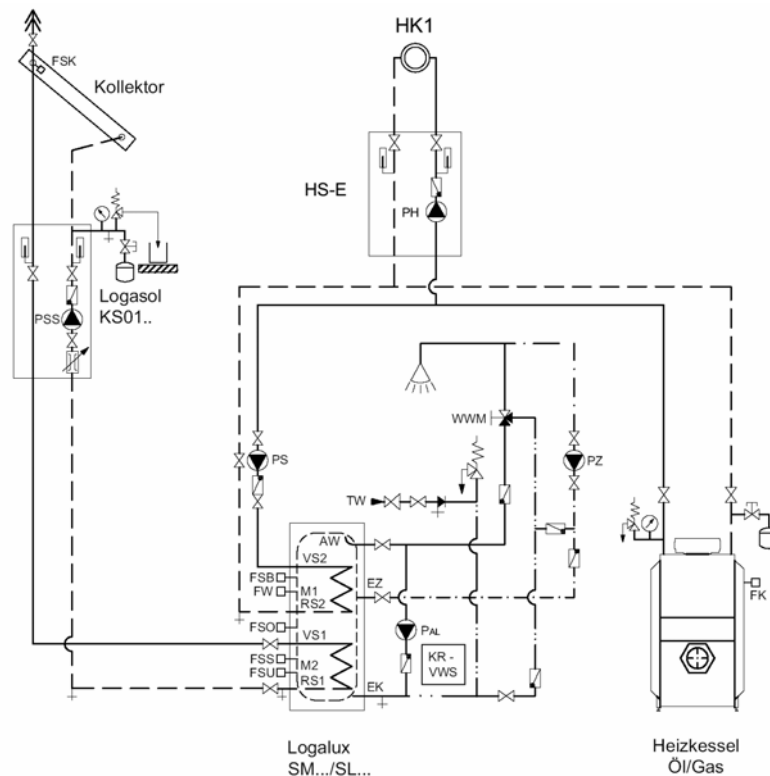 HK1
FSK
Kollektor
HS-E
PH
Logasol
KS01..
PSS
WWM
PS
PZ
TW
AW
VS2
FSB
FW
M1
RS2
EZ
FK
FSO
VS1
PAL
FSS
M2
KR -
VWS
FSU
RS1
EK
Logalux
SM.../SL...
Heizkessel
Öl/Gas